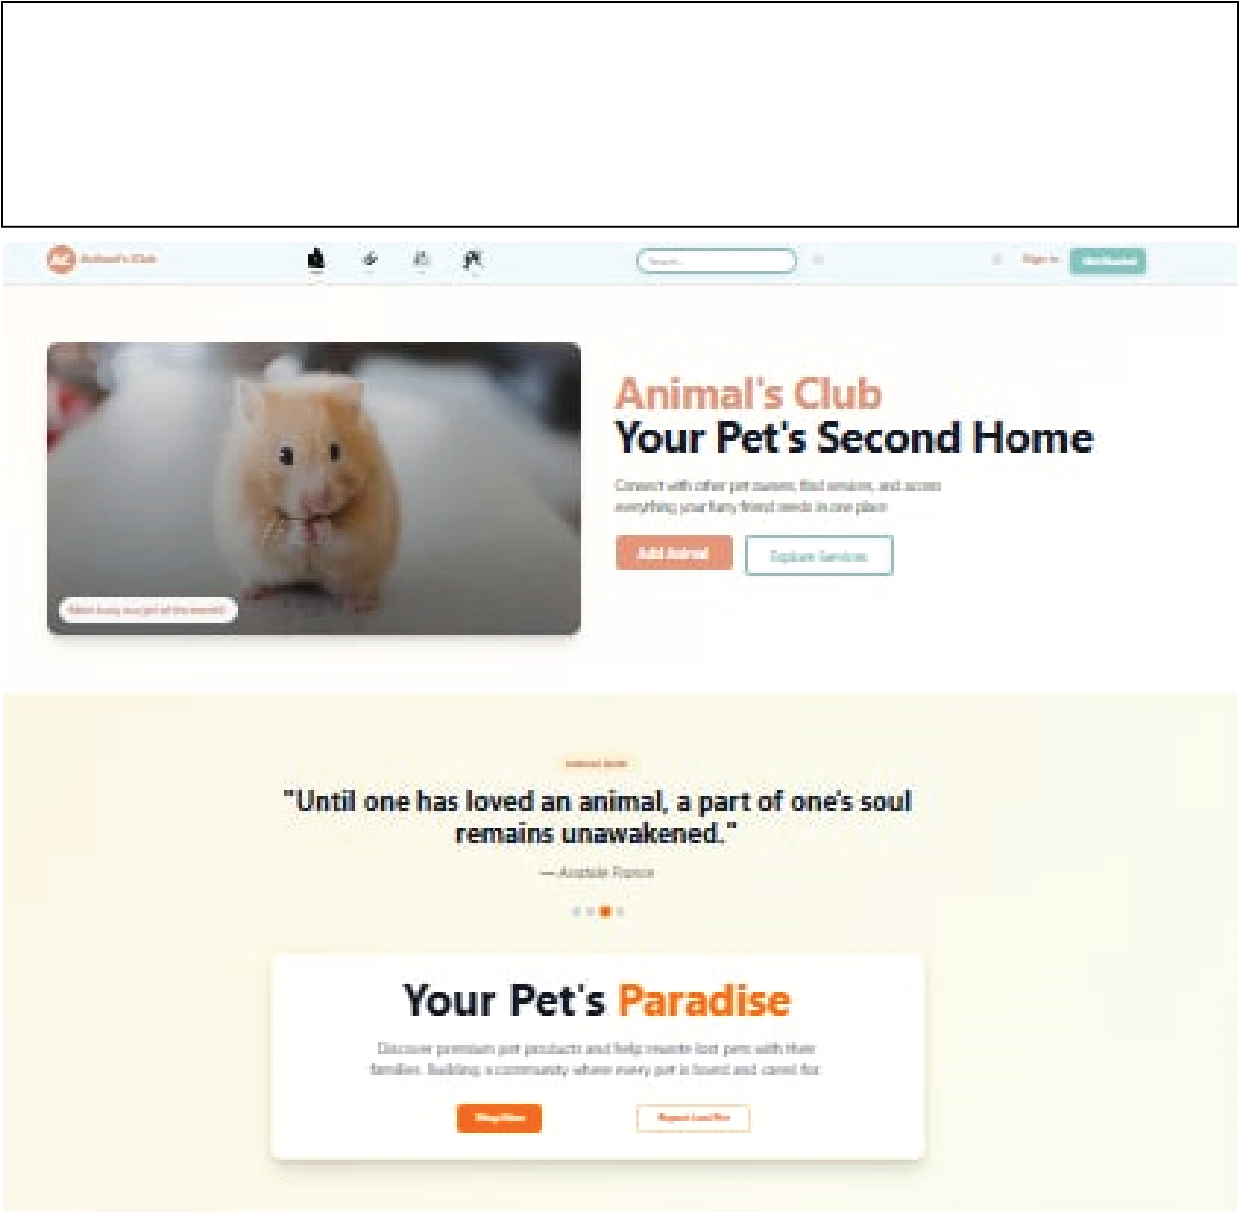 Animal's Club
Search...
Sign in
Get Started
Animal's Club
Your Pet's Second Home
Connect with other pet owners, find services, and access
everything your furry friend needs in one place
Add Animal
Explore Services
"Until one has loved an animal, a part of one's soul
remains unawakened."
— Anatole France
Your Pet's Paradise
Discover premium pet products and help reunite lost pets with their
families. Building a community where every pet is loved and cared for.
Shop Now
Report Lost Pet